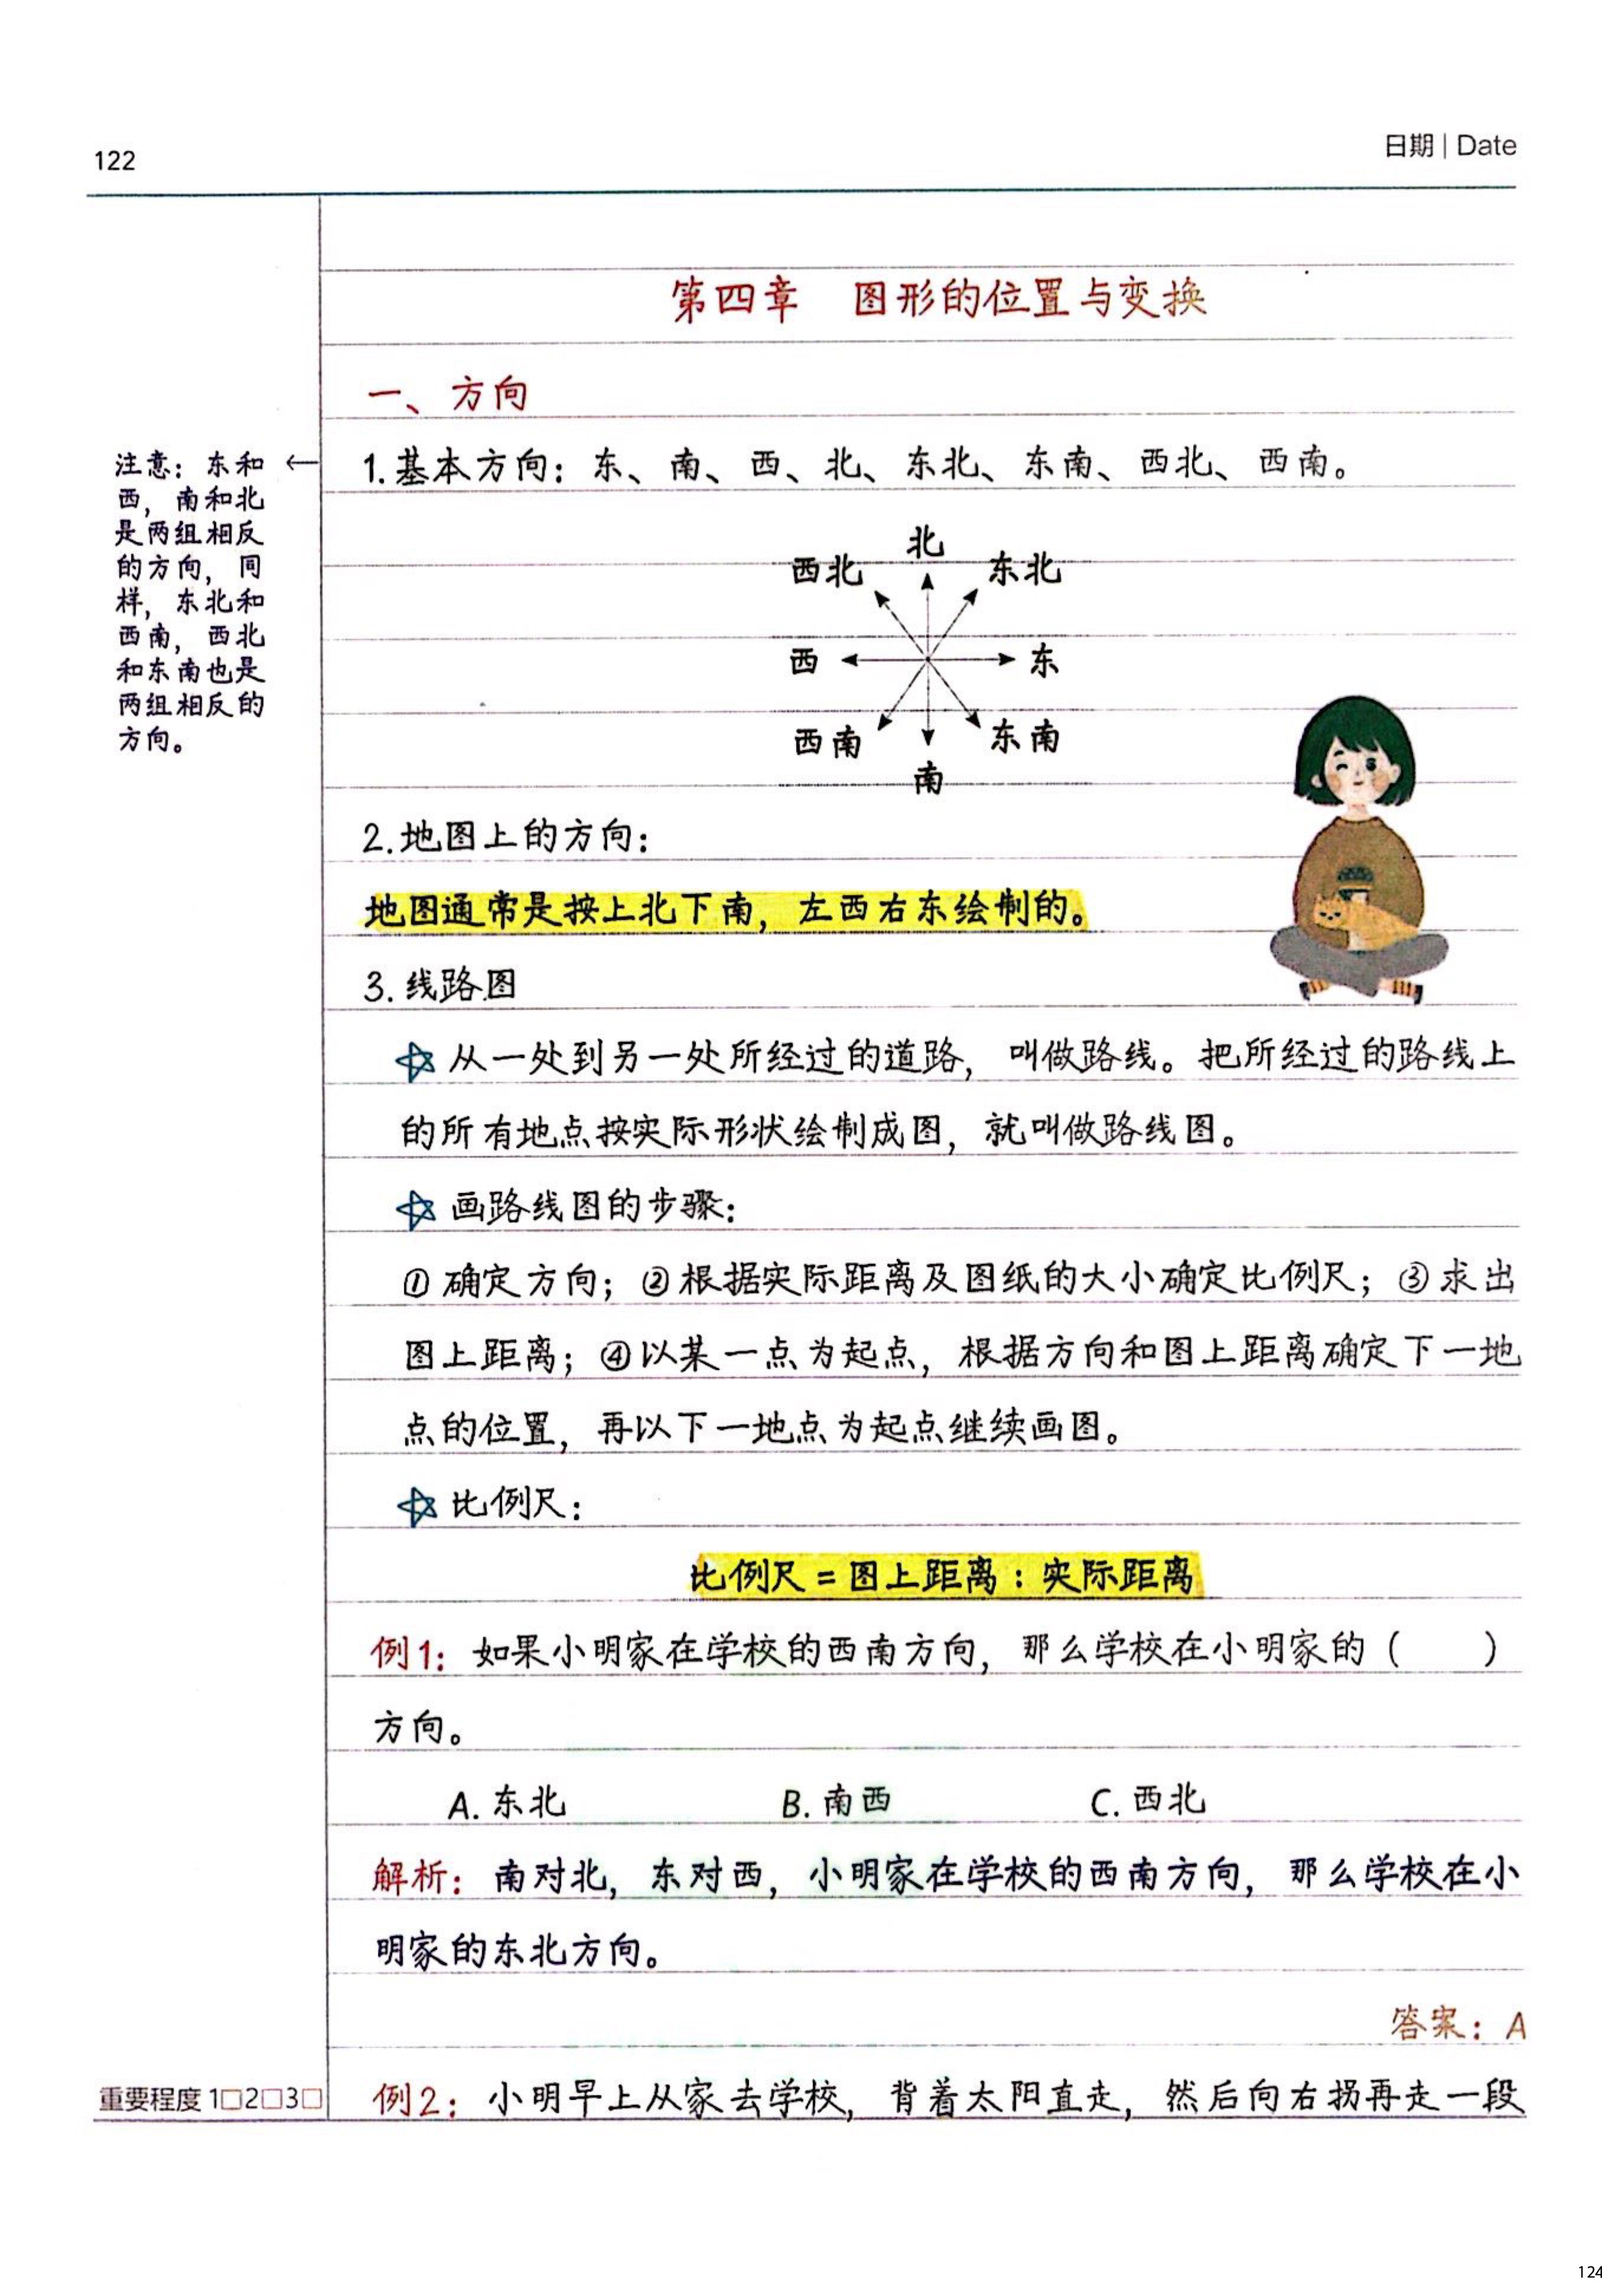 122
日期 | Date
第四章 图形的位置与变换
一、方向
注意：东和
西，南和北
是两组相反
的方向，同
样，东北和
西南，西北
和东南也是
两组相反的
方向。
1.基本方向：东、南、西、北、东北、东南、西北、西南。
北
西北 东北
西 东
西南 东南
南
2.地图上的方向：
地图通常是按上北下南，左西右东绘制的。
3.线路图
☆从一处到另一处所经过的道路，叫做路线。把所经过的路线上
的所有地点按实际形状绘制成图，就叫做路线图。
☆画路线图的步骤：
①确定方向；②根据实际距离及图纸的大小确定比例尺；③求出
图上距离；④以某一点为起点，根据方向和图上距离确定下一地
点的位置，再以下一地点为起点继续画图。
☆比例尺：
比例尺=图上距离：实际距离
例1：如果小明家在学校的西南方向，那么学校在小明家的（ ）
方向。
A.东北 B.南西 C.西北
解析：南对北，东对西，小明家在学校的西南方向，那么学校在小
明家的东北方向。
答案：A
重要程度 1□2□3□
例2：小明早上从家去学校，背着太阳直走，然后向右拐再走一段
124